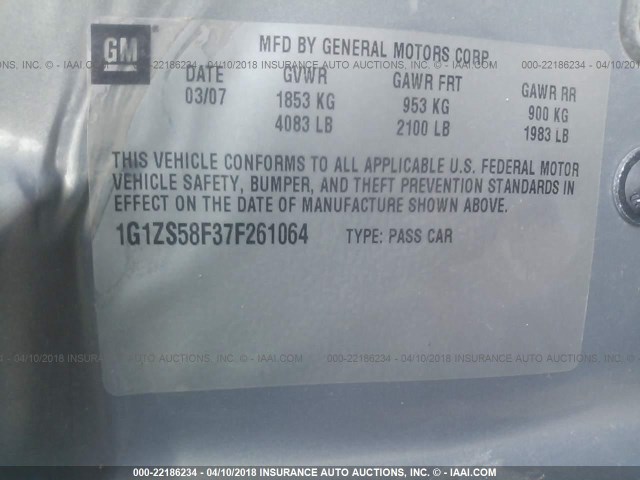 GM
MFD BY GENERAL MOTORS CORP
DATE GVWR GAWR FRT GAWR RR
03/07 1853 KG 953 KG 900 KG
4083 LB 2100 LB 1983 LB
THIS VEHICLE CONFORMS TO ALL APPLICABLE U.S. FEDERAL MOTOR
VEHICLE SAFETY, BUMPER, AND THEFT PREVENTION STANDARDS IN
EFFECT ON THE DATE OF MANUFACTURE SHOWN ABOVE.
1G1ZS58F37F261064 TYPE: PASS CAR
000-22186234 - 04/10/2018 INSURANCE AUTO AUCTIONS, INC. - © IAAI.COM